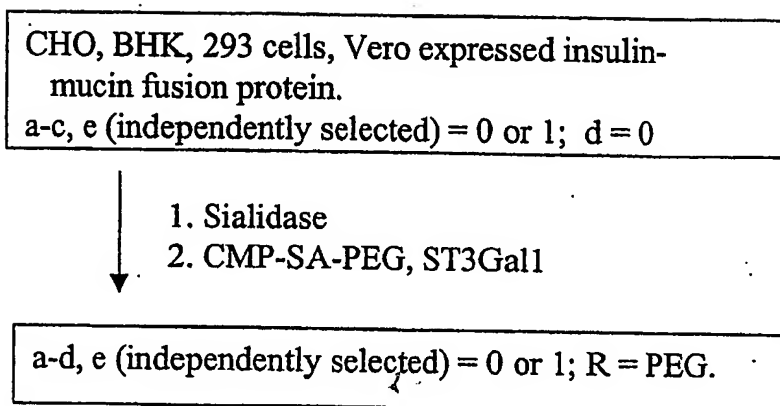 CHO, BHK, 293 cells, Vero expressed insulin-
mucin fusion protein.
a-c, e (independently selected) = 0 or 1; d = 0
1. Sialidase
2. CMP-SA-PEG, ST3Gal1
a-d, e (independently selected) = 0 or 1; R = PEG.